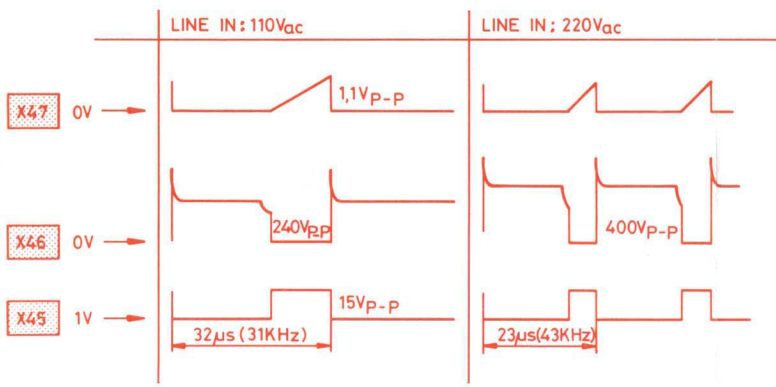 LINE IN: 110Vac LINE IN; 220Vac
X47 0V 1,1VP-P
X46 0V 240VP-P 400VP-P
X45 1V 15VP-P
32µs (31KHz) 23µs(43KHz)